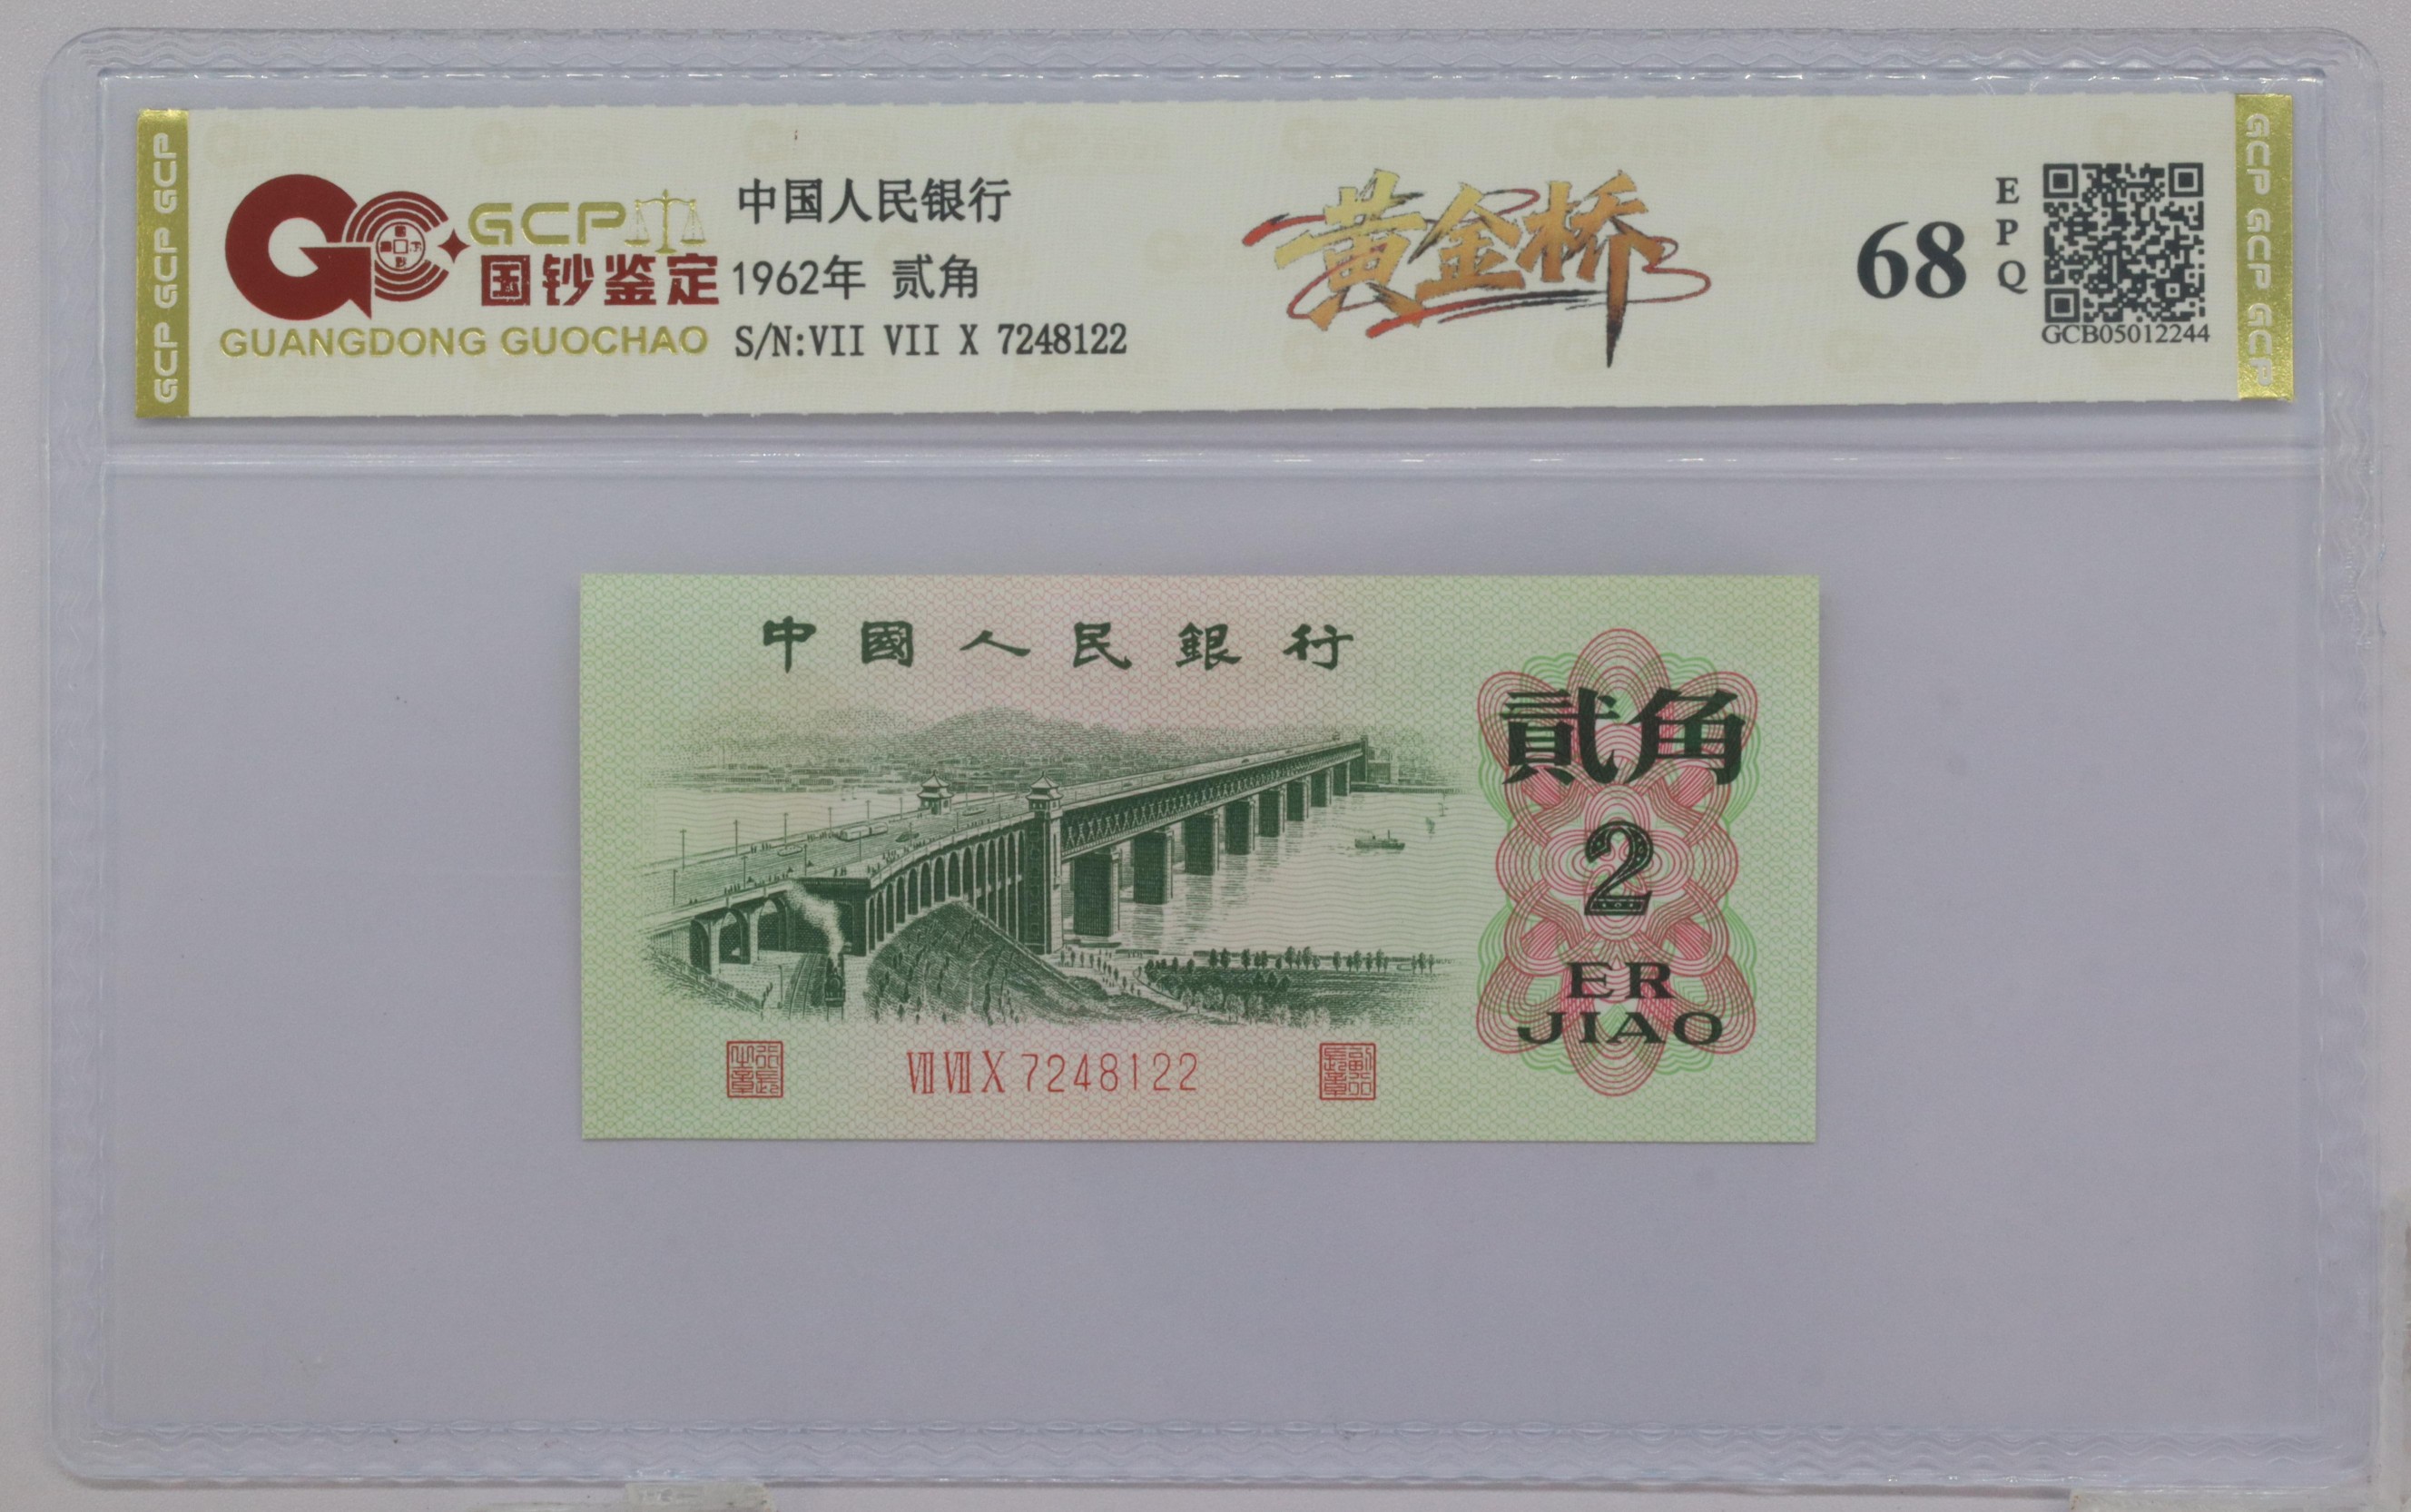 GCP GCP GCP
GCP
国钞鉴定
GUANGDONG GUOCHAO
中国人民银行
1962年 贰角
S/N:VII VII X 7248122
黄金桥
68
EPQ
GCB05012244
GCP GCP GCP
中國人民銀行
貳角
2
ER
JIAO
VII VII X 7248122